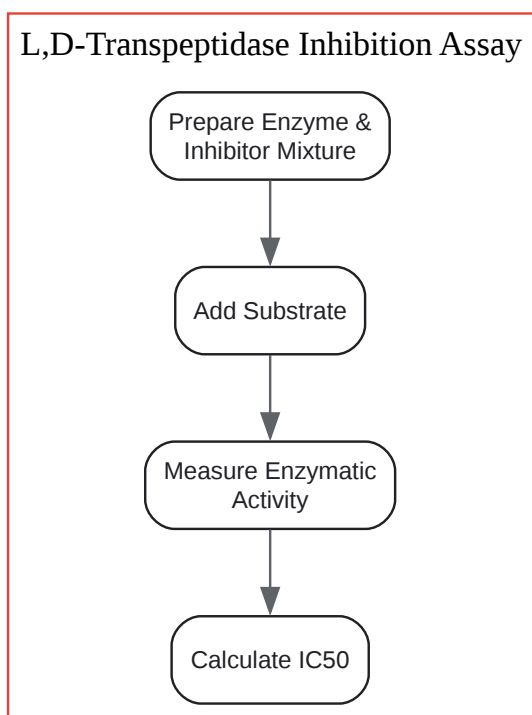 L,D-Transpeptidase Inhibition Assay
Prepare Enzyme &
Inhibitor Mixture
Add Substrate
Measure Enzymatic
Activity
Calculate IC50